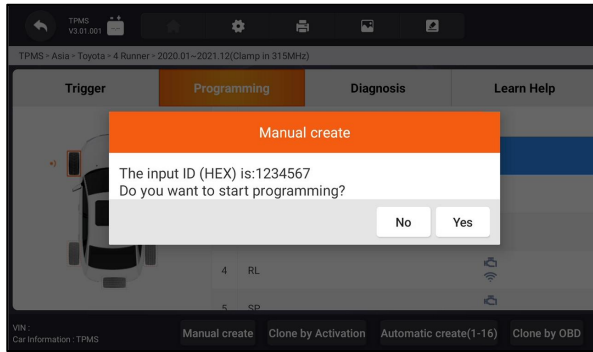 TPMS
V3.01.001
TPMS > Asia > Toyota > 4 Runner > 2020.01~2021.12(Clamp in 315MHz)
Trigger Programming Diagnosis Learn Help
Manual create
The input ID (HEX) is:1234567
Do you want to start programming?
No Yes
4 RL
5 SP
VIN :
Car Information : TPMS
Manual create Clone by Activation Automatic create(1-16) Clone by OBD